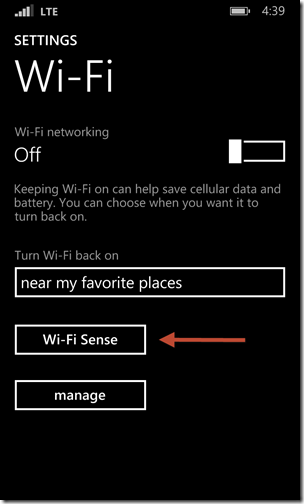 LTE 4:39
SETTINGS
Wi-Fi
Wi-Fi networking
Off
Keeping Wi-Fi on can help save cellular data and
battery. You can choose when you want it to
turn back on.
Turn Wi-Fi back on
near my favorite places
Wi-Fi Sense
manage